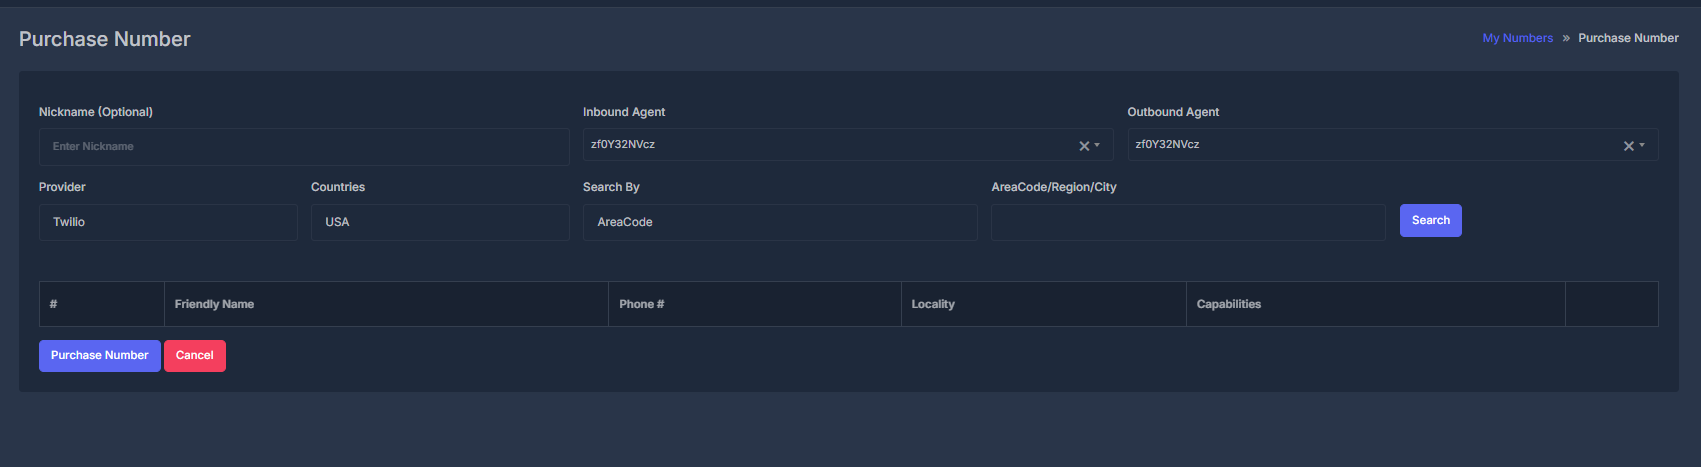 Purchase Number
My Numbers » Purchase Number
Nickname (Optional) Inbound Agent Outbound Agent
Enter Nickname zf0Y32NVcz × zf0Y32NVcz ×
Provider Countries Search By AreaCode/Region/City
Twilio USA AreaCode Search
# Friendly Name Phone # Locality Capabilities
Purchase Number Cancel